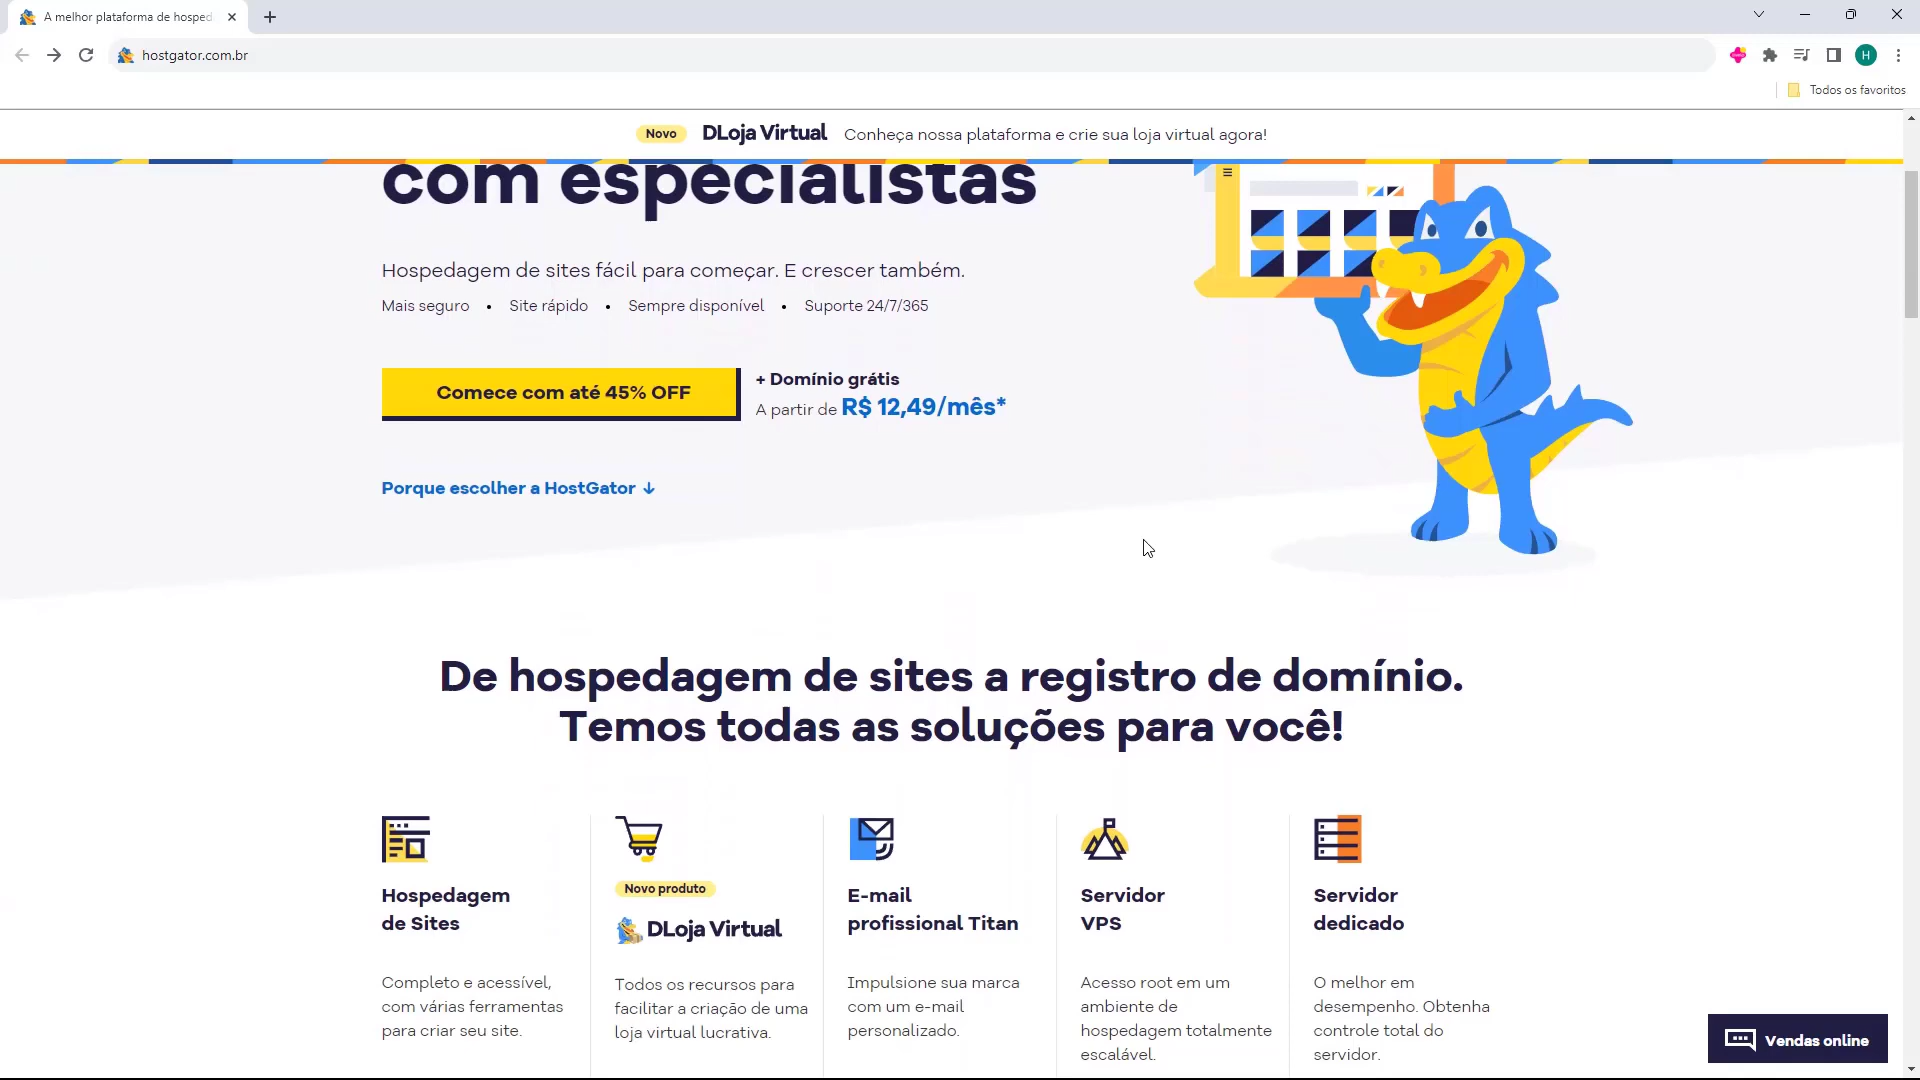 A melhor plataforma de hosped
hostgator.com.br
H
Todos os favoritos
Novo DLoja Virtual Conheça nossa plataforma e crie sua loja virtual agora!
com especialistas
Hospedagem de sites fácil para começar. E crescer também.
Mais seguro • Site rápido • Sempre disponível • Suporte 24/7/365
Comece com até 45% OFF
+ Domínio grátis
A partir de R$ 12,49/mês*
Porque escolher a HostGator ↓
De hospedagem de sites a registro de domínio.
Temos todas as soluções para você!
Hospedagem
de Sites
Completo e acessível,
com várias ferramentas
para criar seu site.
Novo produto
DLoja Virtual
Todos os recursos para
facilitar a criação de uma
loja virtual lucrativa.
E-mail
profissional Titan
Impulsione sua marca
com um e-mail
personalizado.
Servidor
VPS
Acesso root em um
ambiente de
hospedagem totalmente
escalável.
Servidor
dedicado
O melhor em
desempenho. Obtenha
controle total do
servidor.
Vendas online